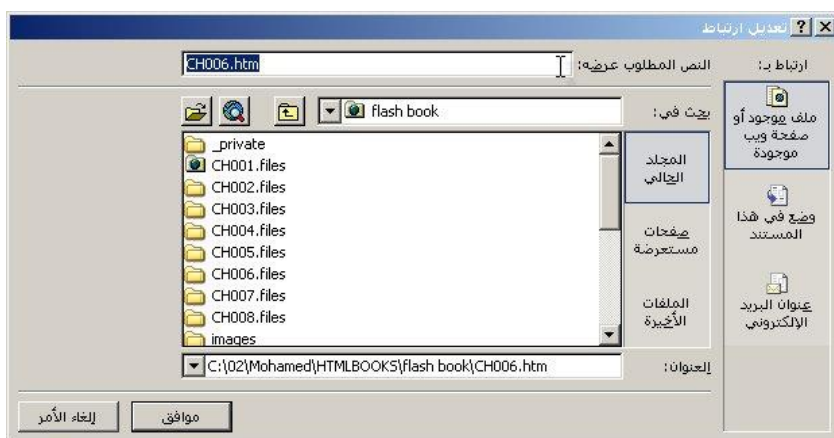 تعديل ارتباط
ارتباط بـ:
النص المطلوب عرضه: CH006.htm
ملف موجود أو
صفحة ويب
موجودة
وضع في هذا
المستند
عنوان البريد
الإلكتروني
بحث في: flash book
المجلد
الحالي
صفحات
مستعرضة
الملفات
الأخيرة
_private
CH001.files
CH002.files
CH003.files
CH004.files
CH005.files
CH006.files
CH007.files
CH008.files
images
العنوان: C:\02\Mohamed\HTMLBOOKS\flash book\CH006.htm
موافق
إلغاء الأمر